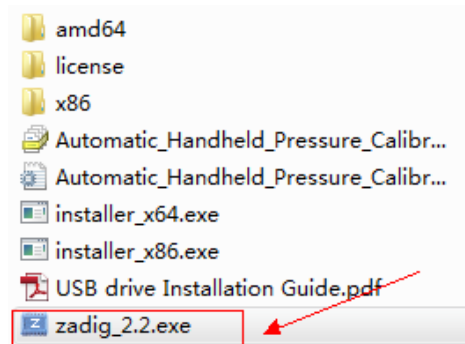 amd64
license
x86
Automatic_Handheld_Pressure_Calibr...
Automatic_Handheld_Pressure_Calibr...
installer_x64.exe
installer_x86.exe
USB drive Installation Guide.pdf
zadig_2.2.exe